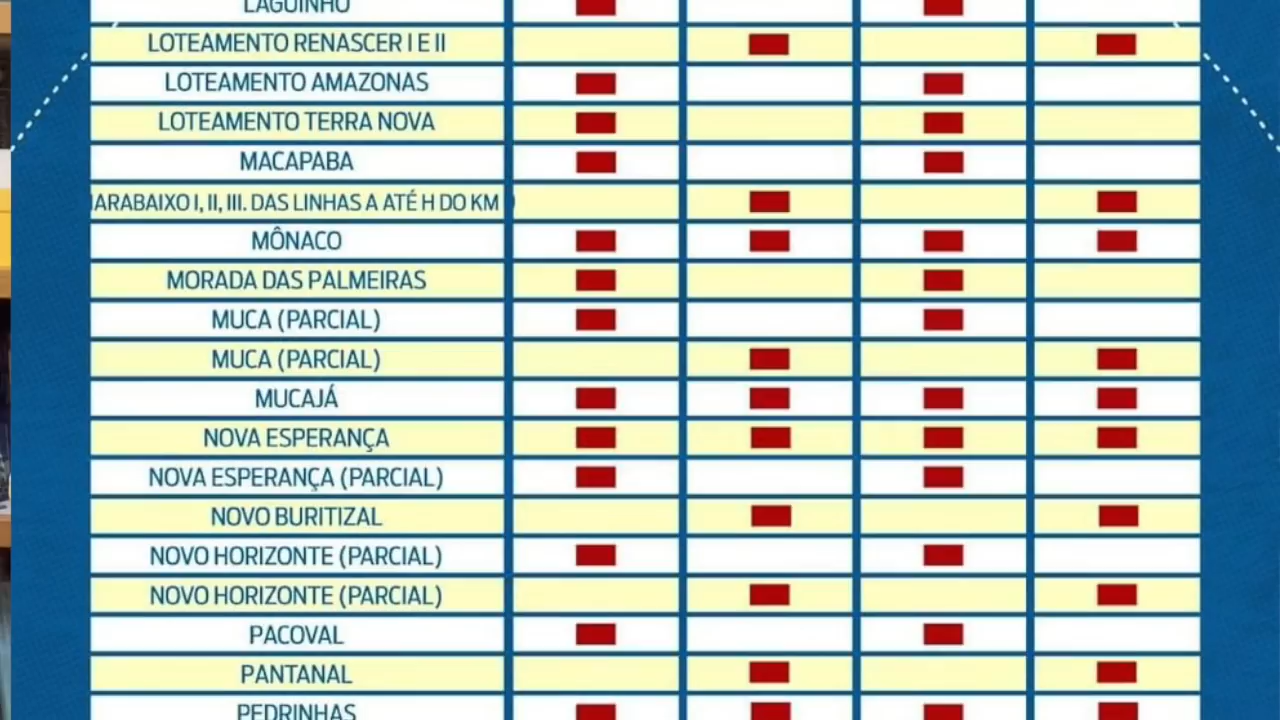 LAGUINHO
LOTEAMENTO RENASCER I E II
LOTEAMENTO AMAZONAS
LOTEAMENTO TERRA NOVA
MACAPABA
ARABAIXO I, II, III. DAS LINHAS A ATÉ H DO KM
MÔNACO
MORADA DAS PALMEIRAS
MUCA (PARCIAL)
MUCA (PARCIAL)
MUCAJÁ
NOVA ESPERANÇA
NOVA ESPERANÇA (PARCIAL)
NOVO BURITIZAL
NOVO HORIZONTE (PARCIAL)
NOVO HORIZONTE (PARCIAL)
PACOVAL
PANTANAL
PEDRINHAS